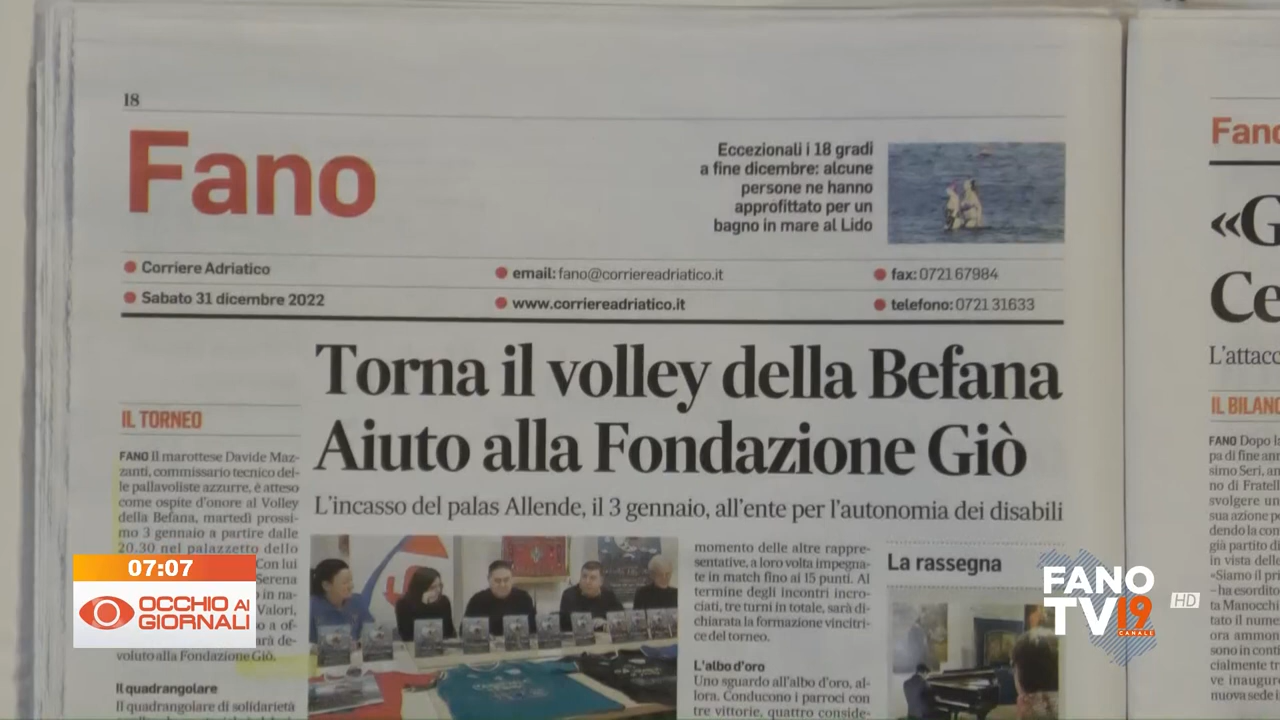 18
Fano
Eccezionali i 18 gradi
a fine dicembre: alcune
persone ne hanno
approfittato per un
bagno in mare al Lido
Corriere Adriatico
email: fano@corriereadriatico.it
fax: 0721 67984
Sabato 31 dicembre 2022
www.corriereadriatico.it
telefono: 0721 31633
Torna il volley della Befana
Aiuto alla Fondazione Giò
L'incasso del palas Allende, il 3 gennaio, all'ente per l'autonomia dei disabili
IL TORNEO
FANO Il marottese Davide Maz-
zanti, commissario tecnico del-
le pallavoliste azzurre, è atteso
come ospite d'onore al Volley
della Befana, martedì prossi-
mo 3 gennaio a partire dalle
20.30 nel palazzetto dello
Con lui
Serena
in na-
Valori,
o a of-
arà de-
voluto alla Fondazione Giò.
Il quadrangolare
Il quadrangolare di solidarietà
momento delle altre rappre-
sentative, a loro volta impegna-
te in match fino ai 15 punti. Al
termine degli incontri incro-
ciati, tre turni in totale, sarà di-
chiarata la formazione vincitri-
ce del torneo.
L'albo d'oro
Uno sguardo all'albo d'oro, al-
lora. Conducono i parroci con
tre vittorie, quattro conside-
La rassegna
Fano
«G
Ce
L'attacc
IL BILANC
FANO Dopo la
pa di fine ann
simo Seri, an
no di Fratell
svolgere un
sua azione po
dendo la con
già partito di
in vista delle
«Siamo il pri
– ha esordito
ta Manocchi
tato il nume
ora ammon
sono in conti
cialmente tr
ve inaugur
nuova sede i
07:07
OCCHIO AI
GIORNALI
FANO
TV19
CANALE
HD